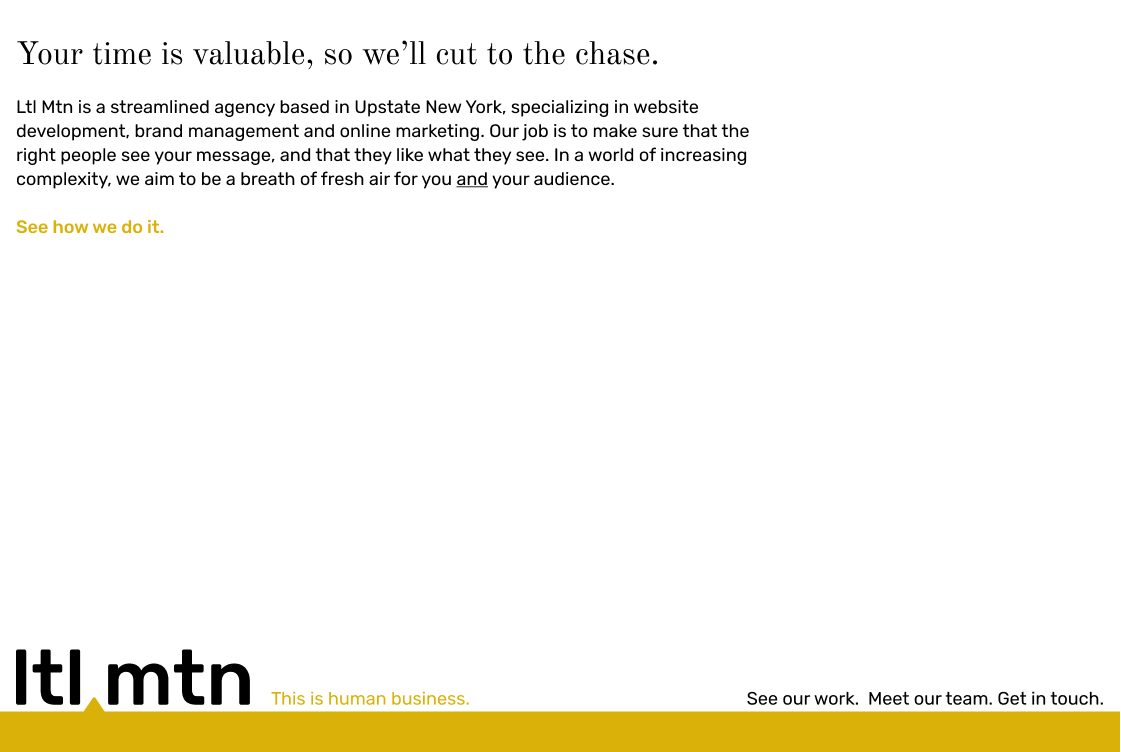 Your time is valuable, so we’ll cut to the chase.
Ltl Mtn is a streamlined agency based in Upstate New York, specializing in website
development, brand management and online marketing. Our job is to make sure that the
right people see your message, and that they like what they see. In a world of increasing
complexity, we aim to be a breath of fresh air for you and your audience.
See how we do it.
ltl mtn
This is human business.
See our work. Meet our team. Get in touch.